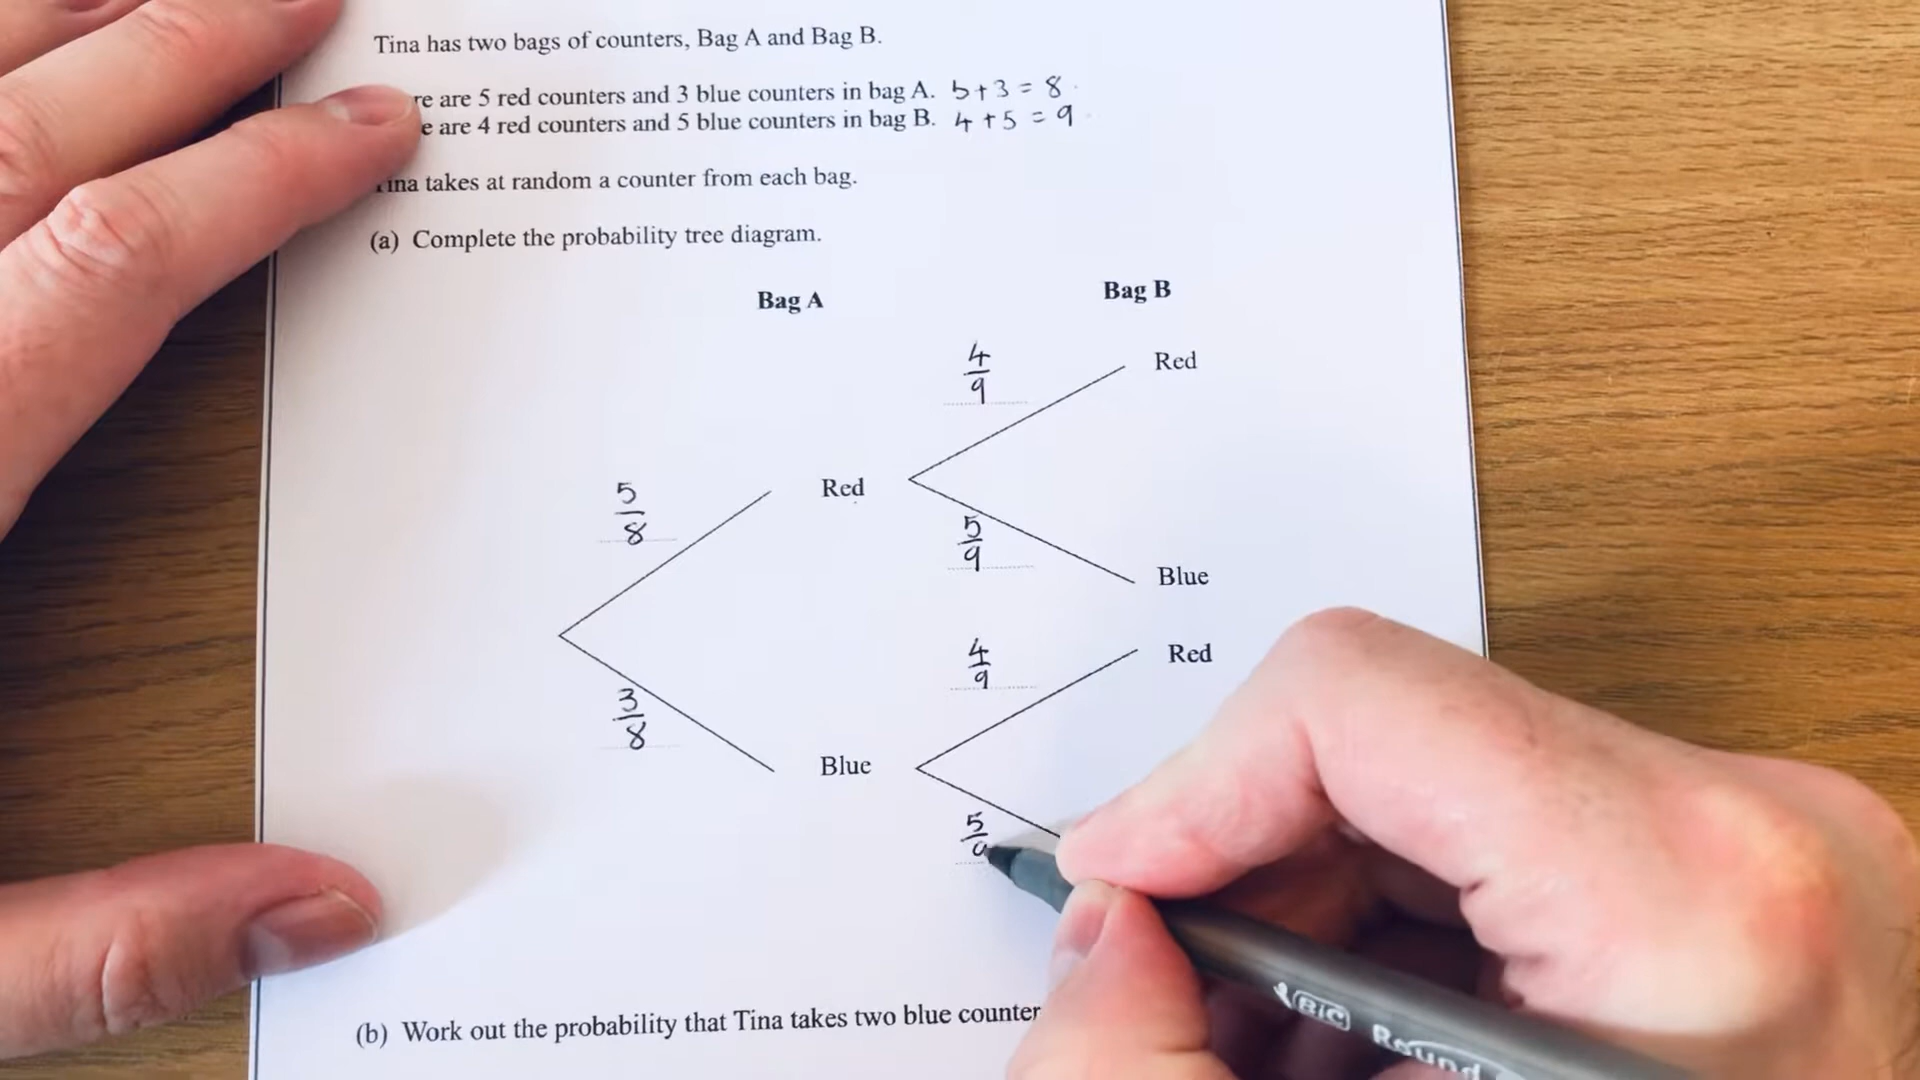 Tina has two bags of counters, Bag A and Bag B.
re are 5 red counters and 3 blue counters in bag A. 5+3 = 8
e are 4 red counters and 5 blue counters in bag B. 4+5 = 9
ina takes at random a counter from each bag.
(a) Complete the probability tree diagram.
Bag A
Bag B
4/9
Red
5/8
Red
5/9
Blue
4/9
Red
3/8
Blue
5/9
(b) Work out the probability that Tina takes two blue counter
BIC Round